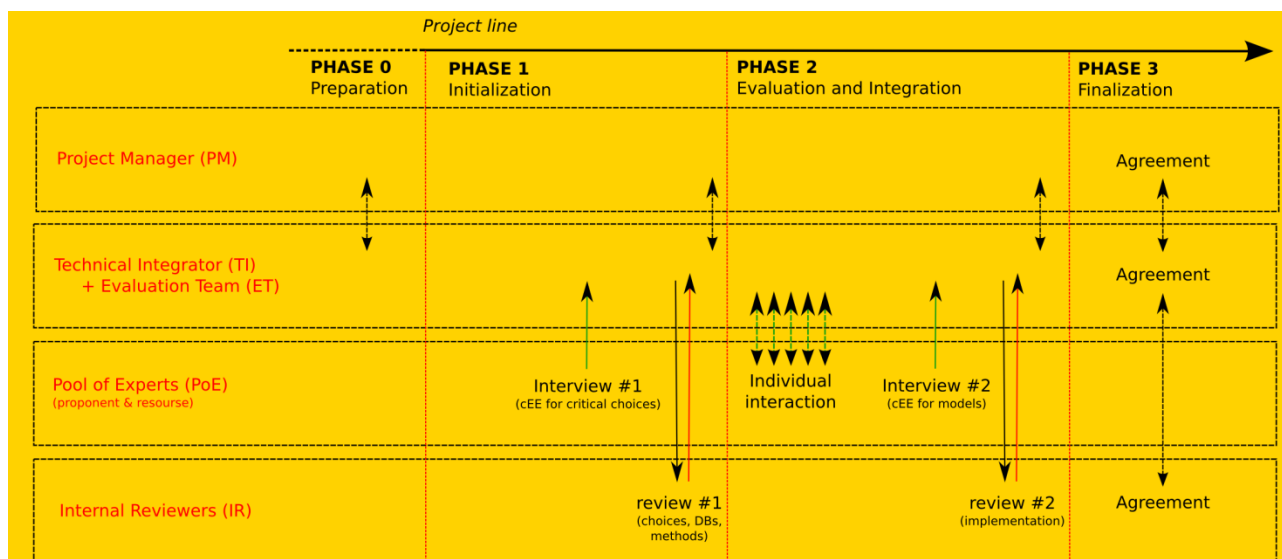 Project line
PHASE 0
Preparation
PHASE 1
Initialization
PHASE 2
Evaluation and Integration
PHASE 3
Finalization
Project Manager (PM)
Agreement
Technical Integrator (TI)
+ Evaluation Team (ET)
Agreement
Pool of Experts (PoE)
(proponent & resourse)
Interview #1
(cEE for critical choices)
Individual
interaction
Interview #2
(cEE for models)
Internal Reviewers (IR)
review #1
(choices, DBs,
methods)
review #2
(implementation)
Agreement